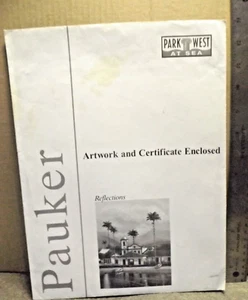 PARK WEST
AT SEA
Pauker
Artwork and Certificate Enclosed
Reflections